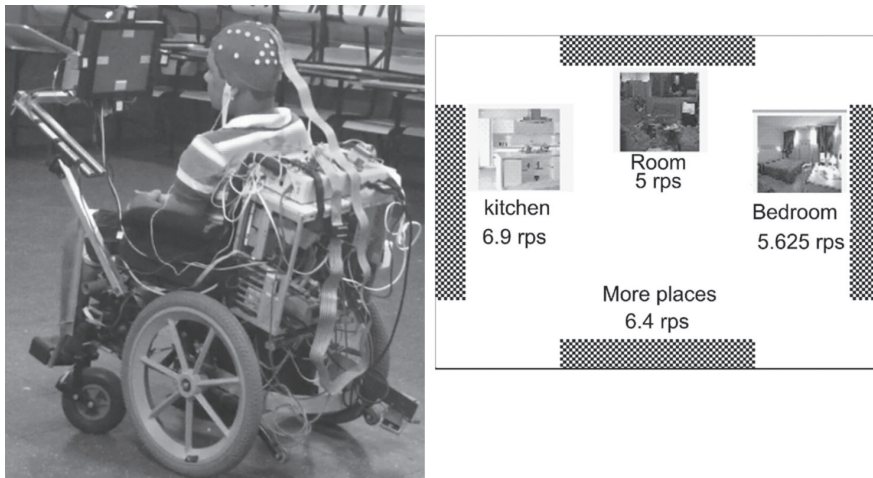 Room
5 rps
kitchen
6.9 rps
Bedroom
5.625 rps
More places
6.4 rps